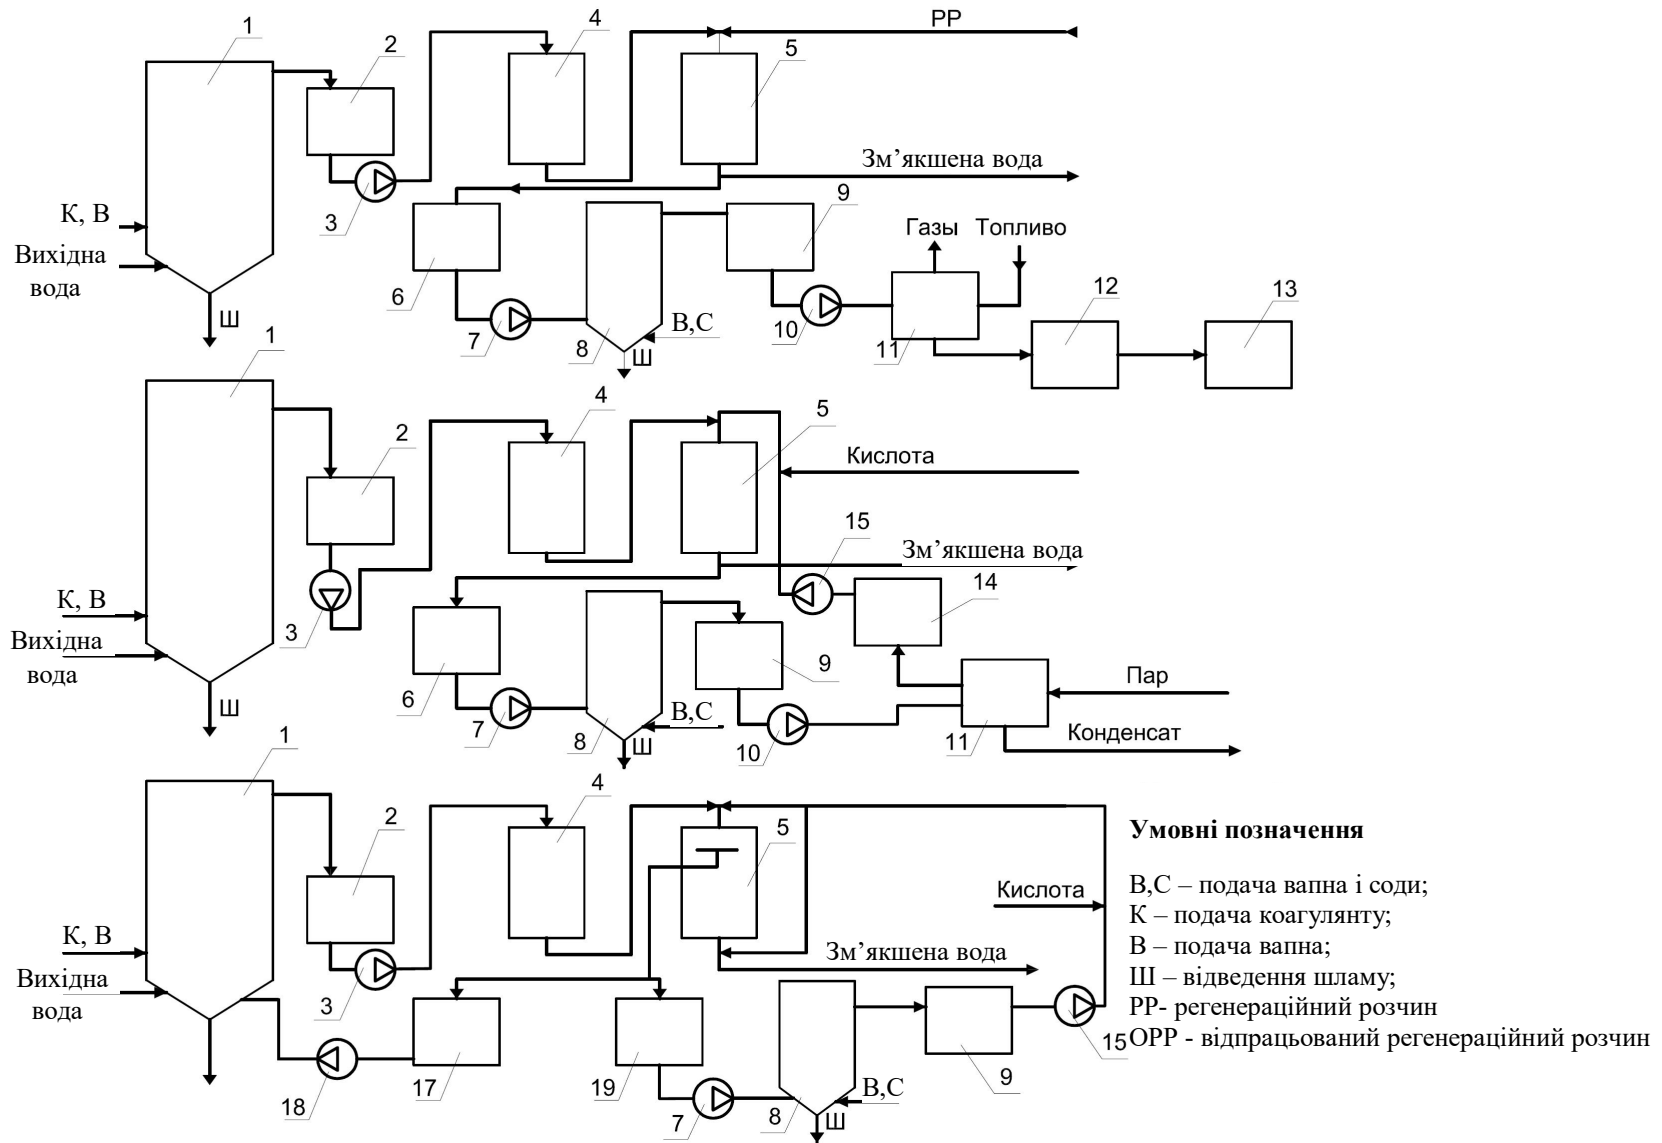 1
2
4
РР
5
3
К, В
Вихідна
вода
Ш
Зм’якшена вода
6
7
8
В,С
Ш
9
10
Газы
Топливо
11
12
13
1
2
4
5
Кислота
3
К, В
Вихідна
вода
Ш
15
Зм’якшена вода
14
6
7
8
В,С
Ш
9
10
11
Пар
Конденсат
1
2
4
5
3
К, В
Вихідна
вода
Кислота
Зм’якшена вода
18
17
19
7
8
В,С
Ш
9
15
Умовні позначення
В,С – подача вапна і соди;
К – подача коагулянту;
В – подача вапна;
Ш – відведення шламу;
РР- регенераційний розчин
ОРР - відпрацьований регенераційний розчин